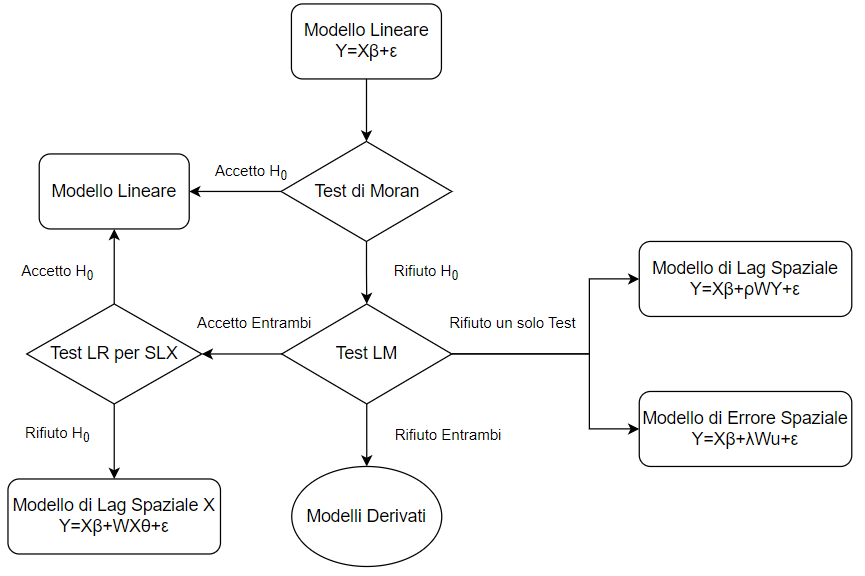 Modello Lineare
Y=Xβ+ε
Accetto H₀
Modello Lineare
Test di Moran
Accetto H₀
Rifiuto H₀
Modello di Lag Spaziale
Y=Xβ+ρWY+ε
Accetto Entrambi
Rifiuto un solo Test
Test LR per SLX
Test LM
Modello di Errore Spaziale
Y=Xβ+λWu+ε
Rifiuto H₀
Rifiuto Entrambi
Modello di Lag Spaziale X
Y=Xβ+WXθ+ε
Modelli Derivati